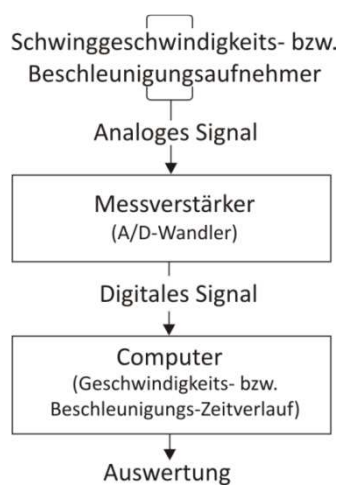 Schwinggeschwindigkeits- bzw.
Beschleunigungsaufnehmer
Analoges Signal
Messverstärker
(A/D-Wandler)
Digitales Signal
Computer
(Geschwindigkeits- bzw.
Beschleunigungs-Zeitverlauf)
Auswertung